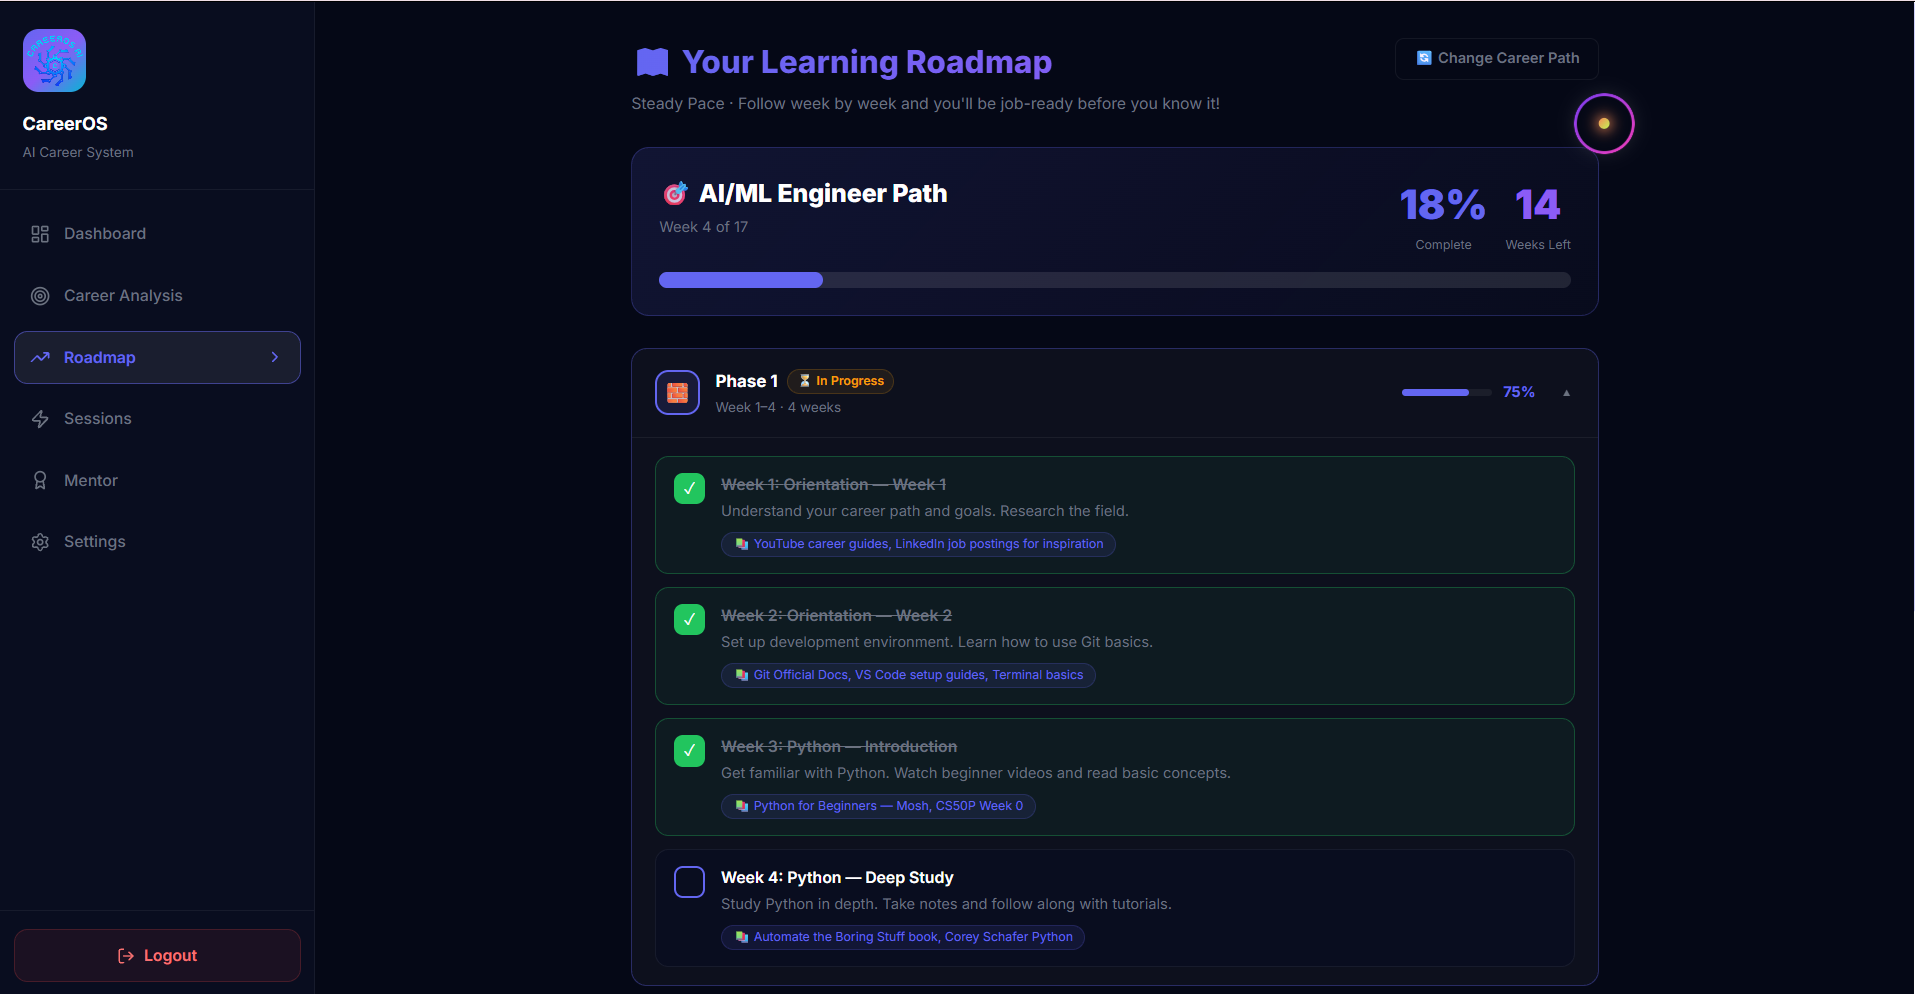 CAREEROS AI
CareerOS
AI Career System
Dashboard
Career Analysis
Roadmap
Sessions
Mentor
Settings
Logout
Your Learning Roadmap
Change Career Path
Steady Pace · Follow week by week and you'll be job-ready before you know it!
AI/ML Engineer Path
Week 4 of 17
18%
Complete
14
Weeks Left
Phase 1
In Progress
Week 1–4 · 4 weeks
75%
Week 1: Orientation — Week 1
Understand your career path and goals. Research the field.
YouTube career guides, LinkedIn job postings for inspiration
Week 2: Orientation — Week 2
Set up development environment. Learn how to use Git basics.
Git Official Docs, VS Code setup guides, Terminal basics
Week 3: Python — Introduction
Get familiar with Python. Watch beginner videos and read basic concepts.
Python for Beginners — Mosh, CS50P Week 0
Week 4: Python — Deep Study
Study Python in depth. Take notes and follow along with tutorials.
Automate the Boring Stuff book, Corey Schafer Python